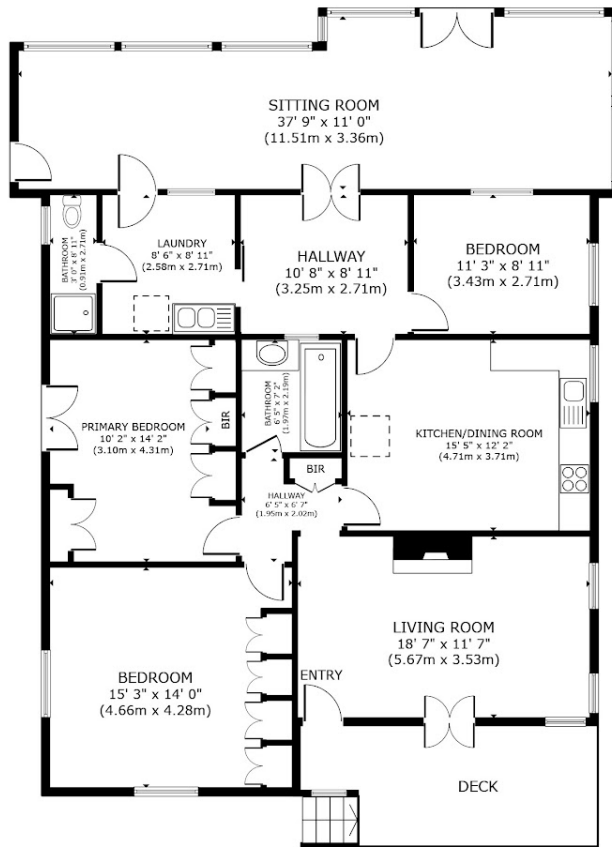 SITTING ROOM
37' 9" x 11' 0"
(11.51m x 3.36m)
BATHROOM
3' 0" x 8' 11"
(0.91m x 2.71m)
LAUNDRY
8' 6" x 8' 11"
(2.58m x 2.71m)
HALLWAY
10' 8" x 8' 11"
(3.25m x 2.71m)
BEDROOM
11' 3" x 8' 11"
(3.43m x 2.71m)
PRIMARY BEDROOM
10' 2" x 14' 2"
(3.10m x 4.31m)
BIR
BATHROOM
6' 5" x 7' 2"
(1.97m x 2.19m)
KITCHEN/DINING ROOM
15' 5" x 12' 2"
(4.71m x 3.71m)
BIR
HALLWAY
6' 5" x 6' 7"
(1.95m x 2.02m)
LIVING ROOM
18' 7" x 11' 7"
(5.67m x 3.53m)
BEDROOM
15' 3" x 14' 0"
(4.66m x 4.28m)
ENTRY
DECK